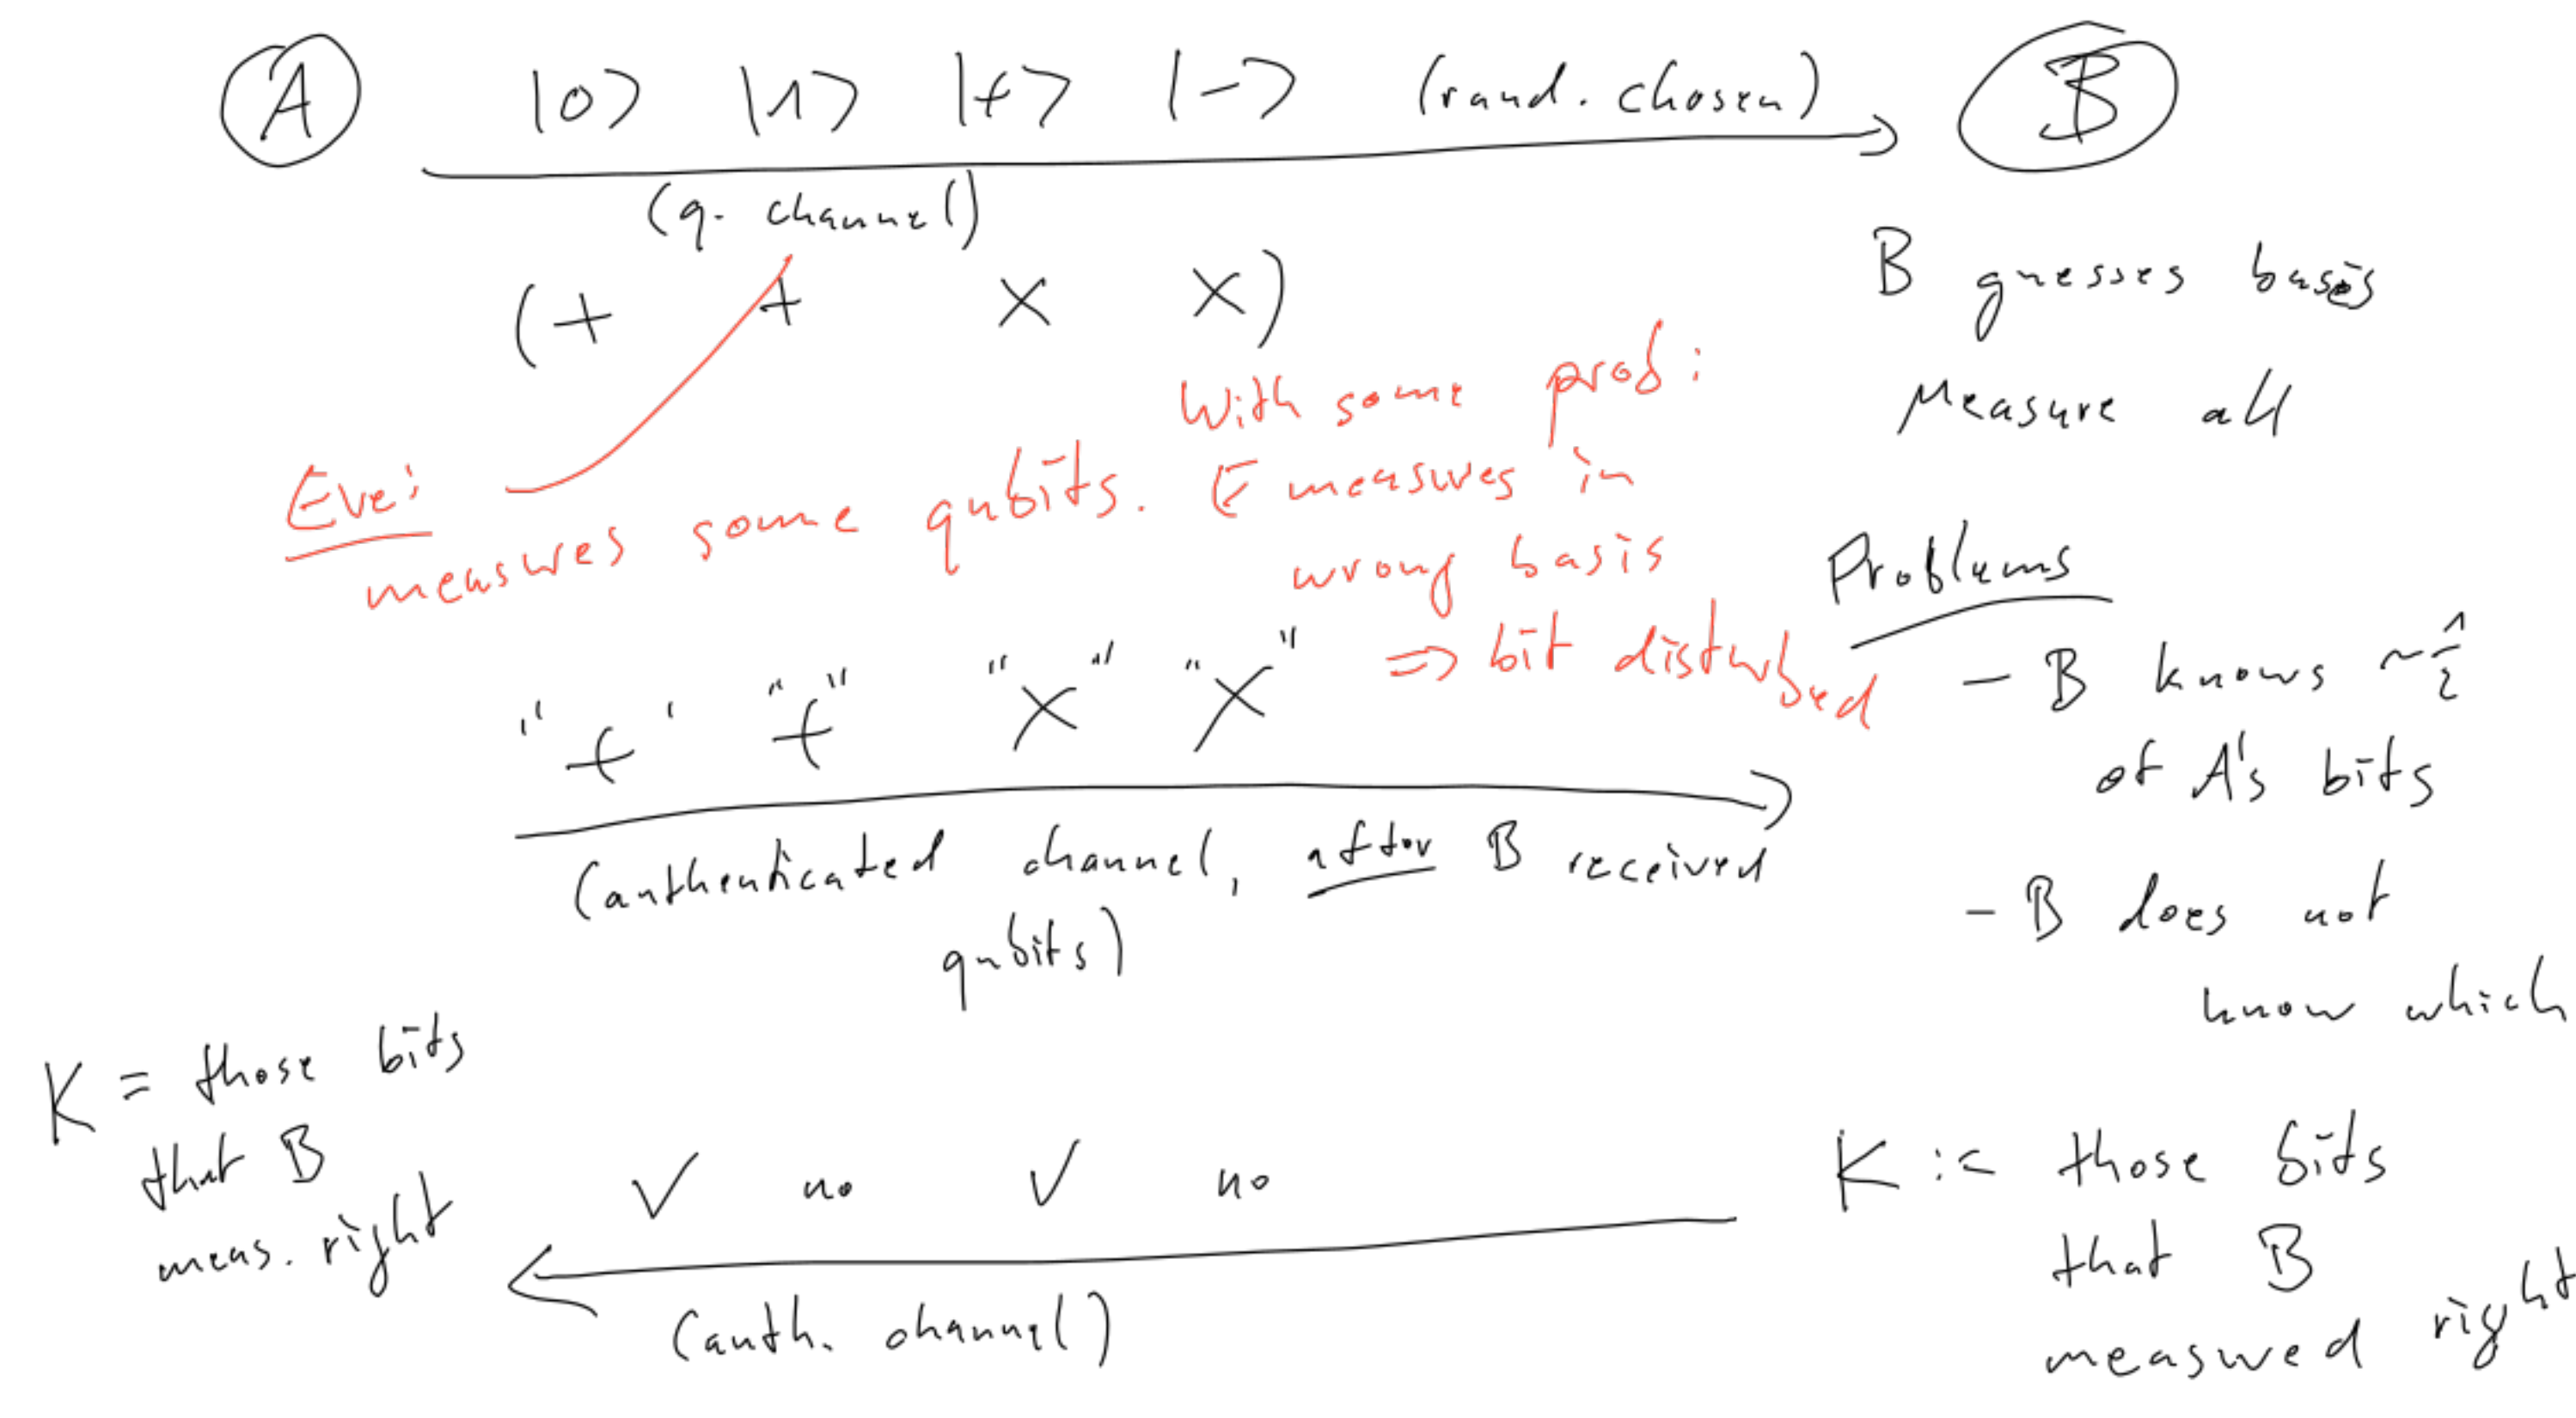 A |0> |1> |+> |-> (rand. chosen) B
(q. channel)
(+ + × ×)
B guesses basis
Measure all
Eve:
measures some qubits.
With some prob:
E measures in
wrong basis
=> bit disturbed
Problems
- B knows ~1/2
of A's bits
- B does not
know which
"+" "+" "×" "×"
(authenticated channel, after B received
qubits)
K = those bits
that B
meas. right
✓ no ✓ no
(auth. channel)
K := those bits
that B
measured right